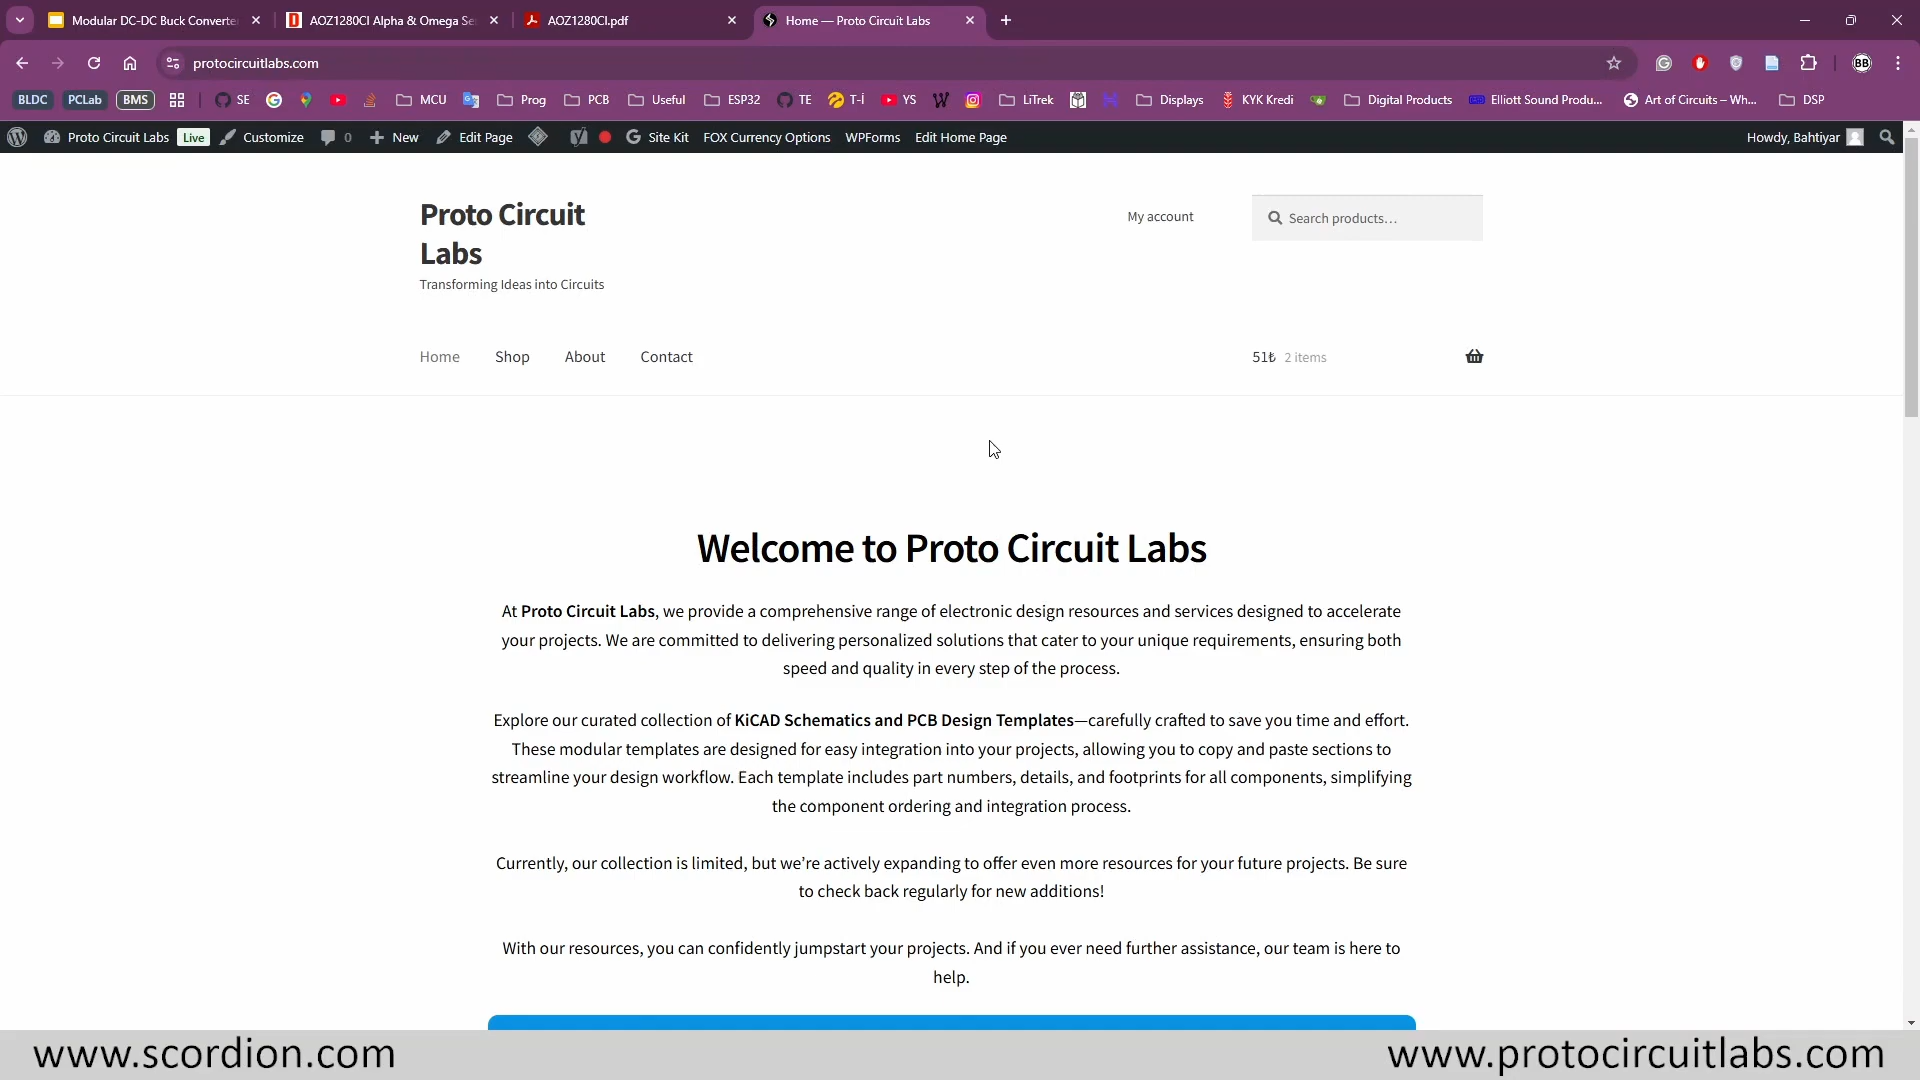 Modular DC-DC Buck Converte
AOZ1280CI Alpha & Omega Se
AOZ1280CI.pdf
Home — Proto Circuit Labs
protocircuitlabs.com
BB
BLDC PCLab BMS SE MCU Prog PCB Useful ESP32 TE T-İ YS LiTrek Displays KYK Kredi Digital Products Elliott Sound Produ... Art of Circuits – Wh... DSP
Proto Circuit Labs Live Customize 0 New Edit Page Site Kit FOX Currency Options WPForms Edit Home Page Howdy, Bahtiyar
Proto Circuit
Labs
Transforming Ideas into Circuits
My account
Search products…
Home Shop About Contact
51₺ 2 items
Welcome to Proto Circuit Labs
At Proto Circuit Labs, we provide a comprehensive range of electronic design resources and services designed to accelerate
your projects. We are committed to delivering personalized solutions that cater to your unique requirements, ensuring both
speed and quality in every step of the process.
Explore our curated collection of KiCAD Schematics and PCB Design Templates—carefully crafted to save you time and effort.
These modular templates are designed for easy integration into your projects, allowing you to copy and paste sections to
streamline your design workflow. Each template includes part numbers, details, and footprints for all components, simplifying
the component ordering and integration process.
Currently, our collection is limited, but we’re actively expanding to offer even more resources for your future projects. Be sure
to check back regularly for new additions!
With our resources, you can confidently jumpstart your projects. And if you ever need further assistance, our team is here to
help.
www.scordion.com
www.protocircuitlabs.com